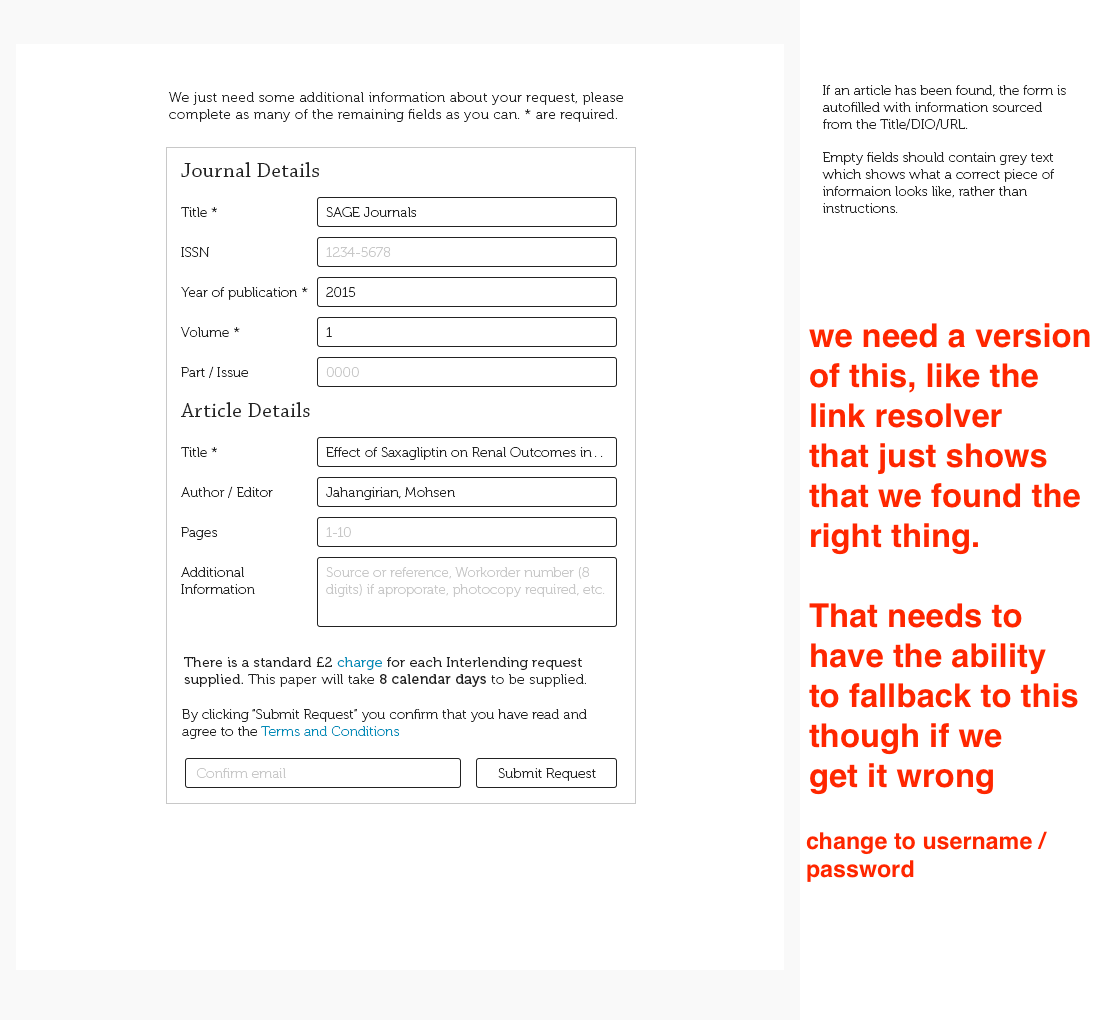 We just need some additional information about your request, please
complete as many of the remaining fields as you can. * are required.
Journal Details
Title *
SAGE Journals
ISSN
1234-5678
Year of publication *
2015
Volume *
1
Part / Issue
0000
Article Details
Title *
Effect of Saxagliptin on Renal Outcomes in . .
Author / Editor
Jahangirian, Mohsen
Pages
1-10
Additional
Information
Source or reference, Workorder number (8
digits) if aproporate, photocopy required, etc.
There is a standard £2 charge for each Interlending request
supplied. This paper will take 8 calendar days to be supplied.
By clicking "Submit Request" you confirm that you have read and
agree to the Terms and Conditions
Confirm email
Submit Request
If an article has been found, the form is
autofilled with information sourced
from the Title/DIO/URL.
Empty fields should contain grey text
which shows what a correct piece of
informaion looks like, rather than
instructions.
we need a version
of this, like the
link resolver
that just shows
that we found the
right thing.
That needs to
have the ability
to fallback to this
though if we
get it wrong
change to username /
password